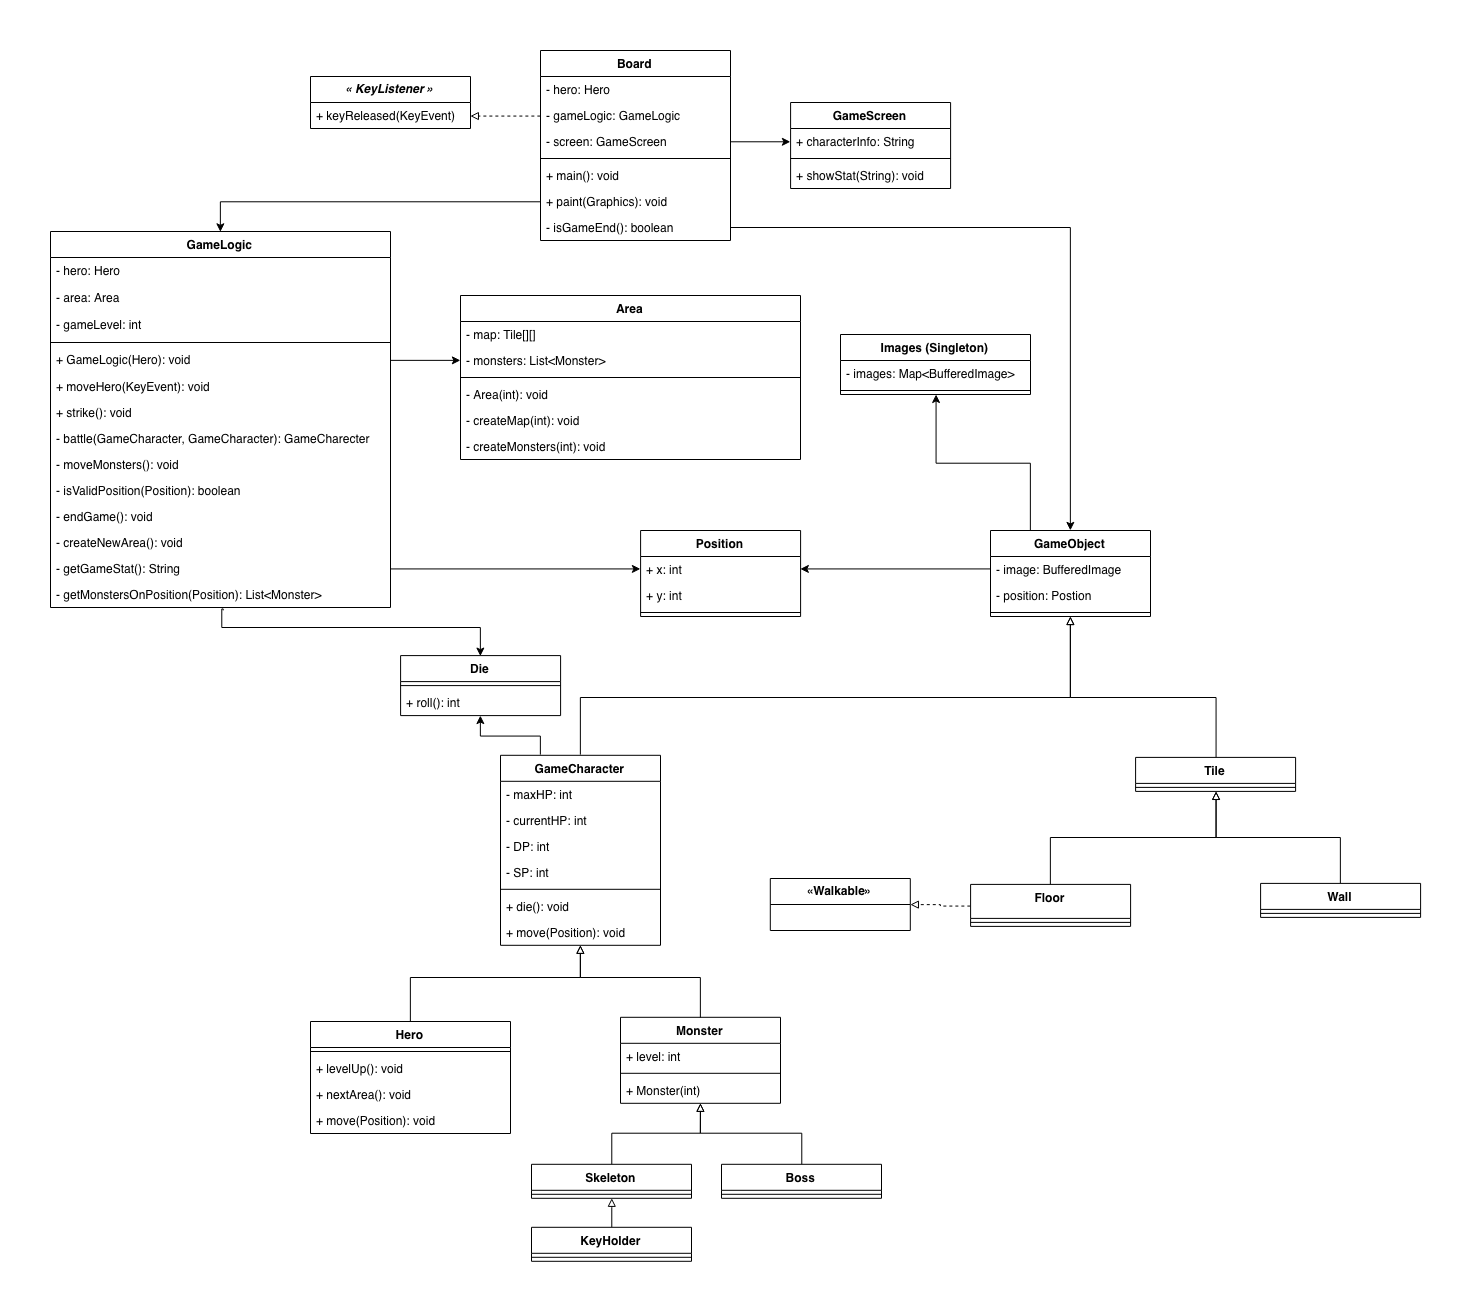 Board
- hero: Hero
- gameLogic: GameLogic
- screen: GameScreen
+ main(): void
+ paint(Graphics): void
- isGameEnd(): boolean
« KeyListener »
+ keyReleased(KeyEvent)
GameScreen
+ characterInfo: String
+ showStat(String): void
GameLogic
- hero: Hero
- area: Area
- gameLevel: int
+ GameLogic(Hero): void
+ moveHero(KeyEvent): void
+ strike(): void
- battle(GameCharacter, GameCharacter): GameCharecter
- moveMonsters(): void
- isValidPosition(Position): boolean
- endGame(): void
- createNewArea(): void
- getGameStat(): String
- getMonstersOnPosition(Position): List<Monster>
Area
- map: Tile[][]
- monsters: List<Monster>
- Area(int): void
- createMap(int): void
- createMonsters(int): void
Images (Singleton)
- images: Map<BufferedImage>
Position
+ x: int
+ y: int
GameObject
- image: BufferedImage
- position: Postion
Die
+ roll(): int
GameCharacter
- maxHP: int
- currentHP: int
- DP: int
- SP: int
+ die(): void
+ move(Position): void
Tile
«Walkable»
Floor
Wall
Hero
+ levelUp(): void
+ nextArea(): void
+ move(Position): void
Monster
+ level: int
+ Monster(int)
Skeleton
Boss
KeyHolder